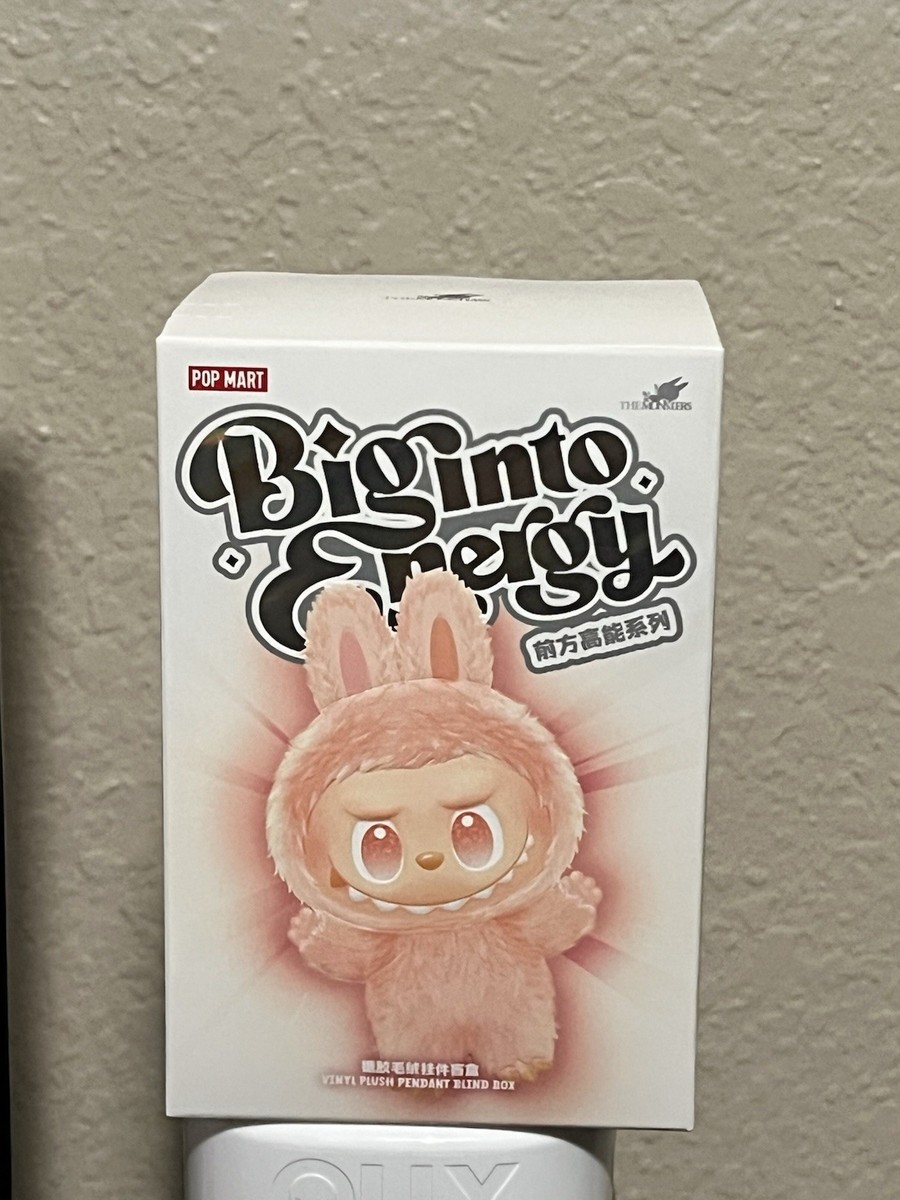 POP MART
THE MONSTERS
Big into
Energy
前方高能系列
搪胶毛绒挂件盲盒
VINYL PLUSH PENDANT BLIND BOX